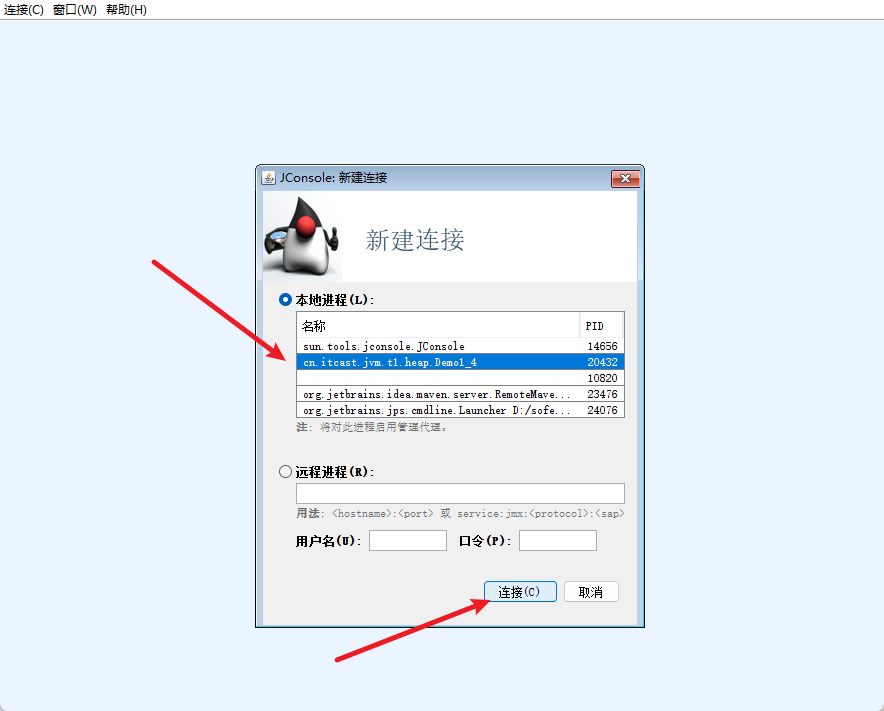 连接(C) 窗口(W) 帮助(H)
JConsole: 新建连接
新建连接
本地进程(L):
名称 PID
sun.tools.jconsole.JConsole 14656
cn.itcast.jvm.t1.heap.Demo1_4 20432
10820
org.jetbrains.idea.maven.server.RemoteMave... 23476
org.jetbrains.jps.cmdline.Launcher D:/sofe... 24076
注: 将对此进程启用管理代理。
远程进程(R):
用法: <hostname>:<port> 或 service:jmx:<protocol>:<sap>
用户名(U): 口令(P):
连接(C) 取消